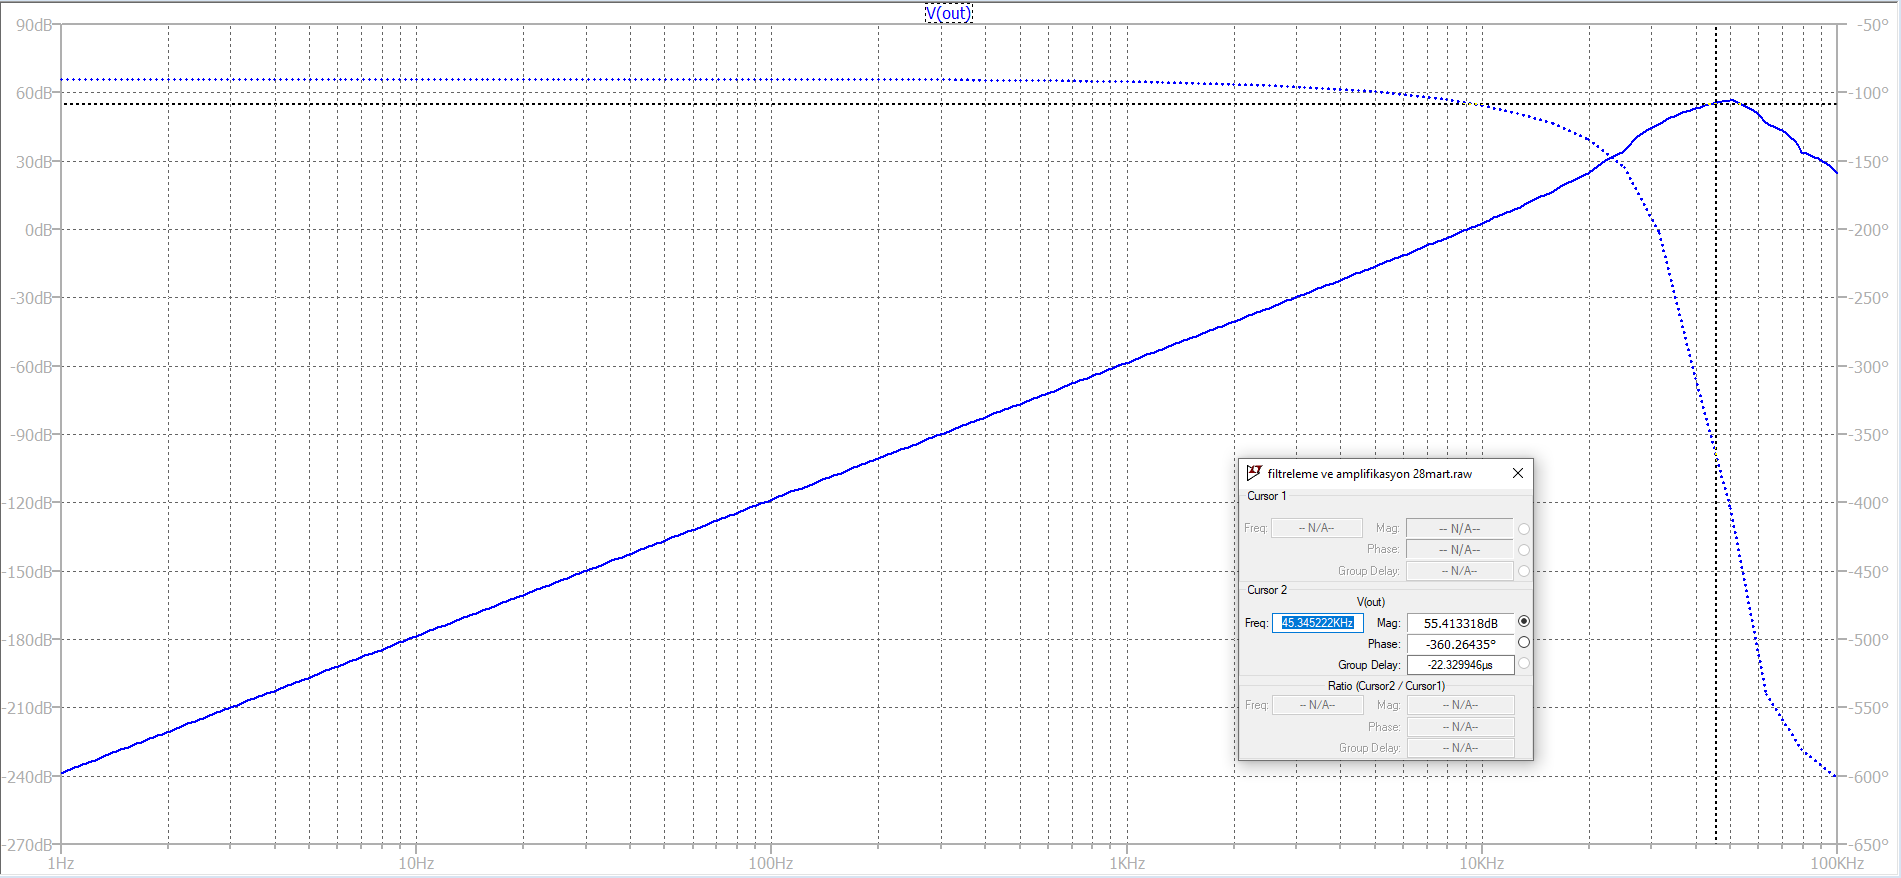 V(out)
90dB
60dB
30dB
0dB
-30dB
-60dB
-90dB
-120dB
-150dB
-180dB
-210dB
-240dB
-270dB
-50°
-100°
-150°
-200°
-250°
-300°
-350°
-400°
-450°
-500°
-550°
-600°
-650°
1Hz 10Hz 100Hz 1KHz 10KHz 100KHz
filtreleme ve amplifikasyon 28mart.raw
Cursor 1
Freq: -- N/A-- Mag: -- N/A--
Phase: -- N/A--
Group Delay: -- N/A--
Cursor 2
V(out)
Freq: 45.345222KHz Mag: 55.413318dB
Phase: -360.26435°
Group Delay: -22.329946µs
Ratio (Cursor2 / Cursor1)
Freq: -- N/A-- Mag: -- N/A--
Phase: -- N/A--
Group Delay: -- N/A--